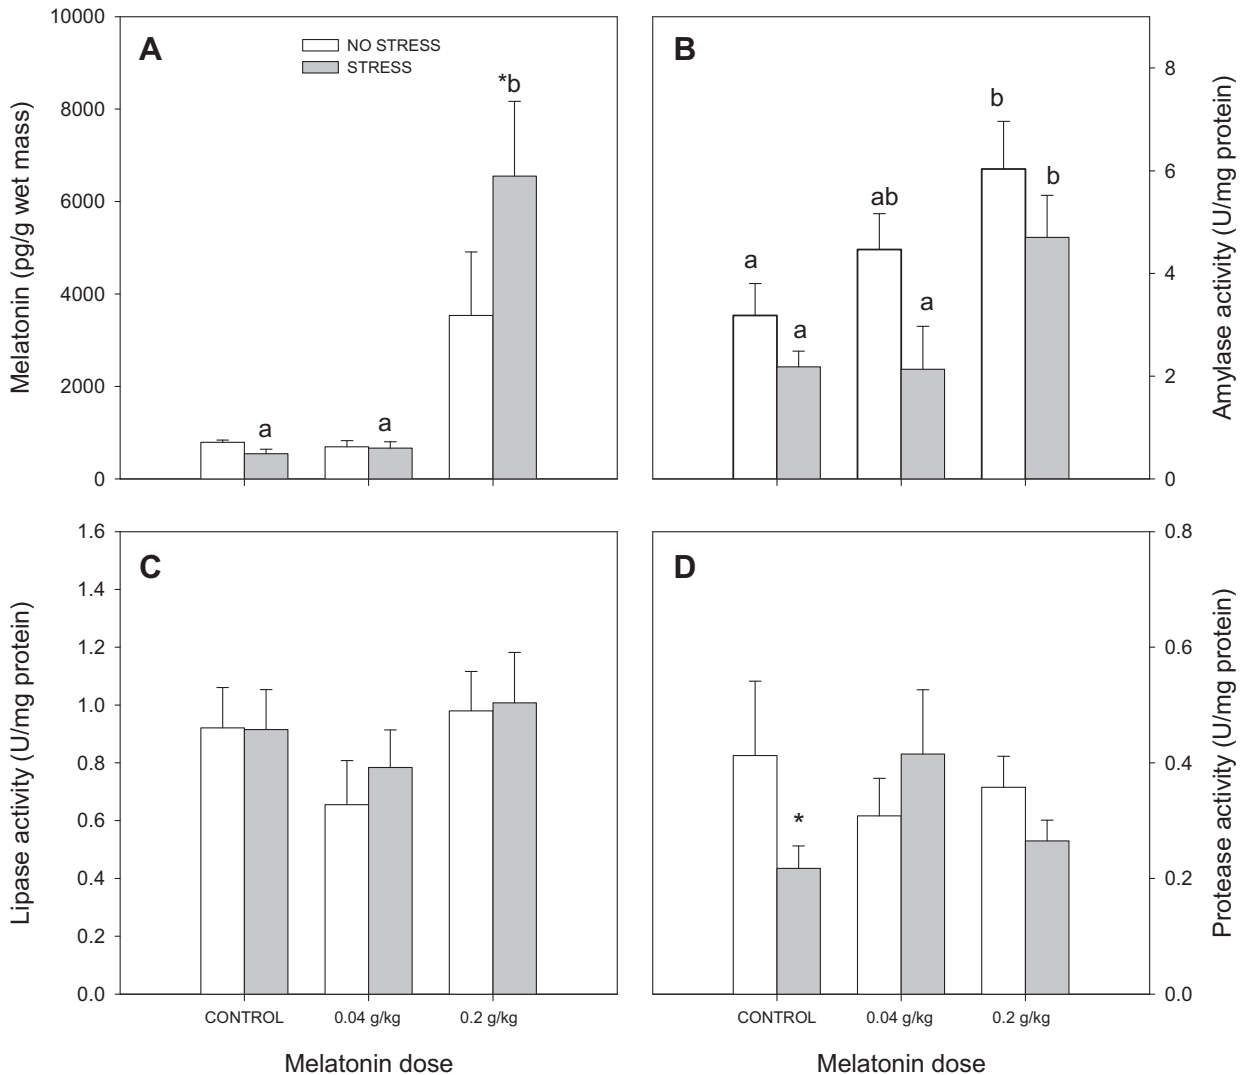 A
NO STRESS
STRESS
*b
a
a
10000
8000
6000
4000
2000
0
Melatonin (pg/g wet mass)
B
b
b
ab
a
a
a
8
6
4
2
0
Amylase activity (U/mg protein)
C
1.6
1.4
1.2
1.0
0.8
0.6
0.4
0.2
0.0
Lipase activity (U/mg protein)
CONTROL
0.04 g/kg
0.2 g/kg
Melatonin dose
D
*
0.8
0.6
0.4
0.2
0.0
Protease activity (U/mg protein)
CONTROL
0.04 g/kg
0.2 g/kg
Melatonin dose